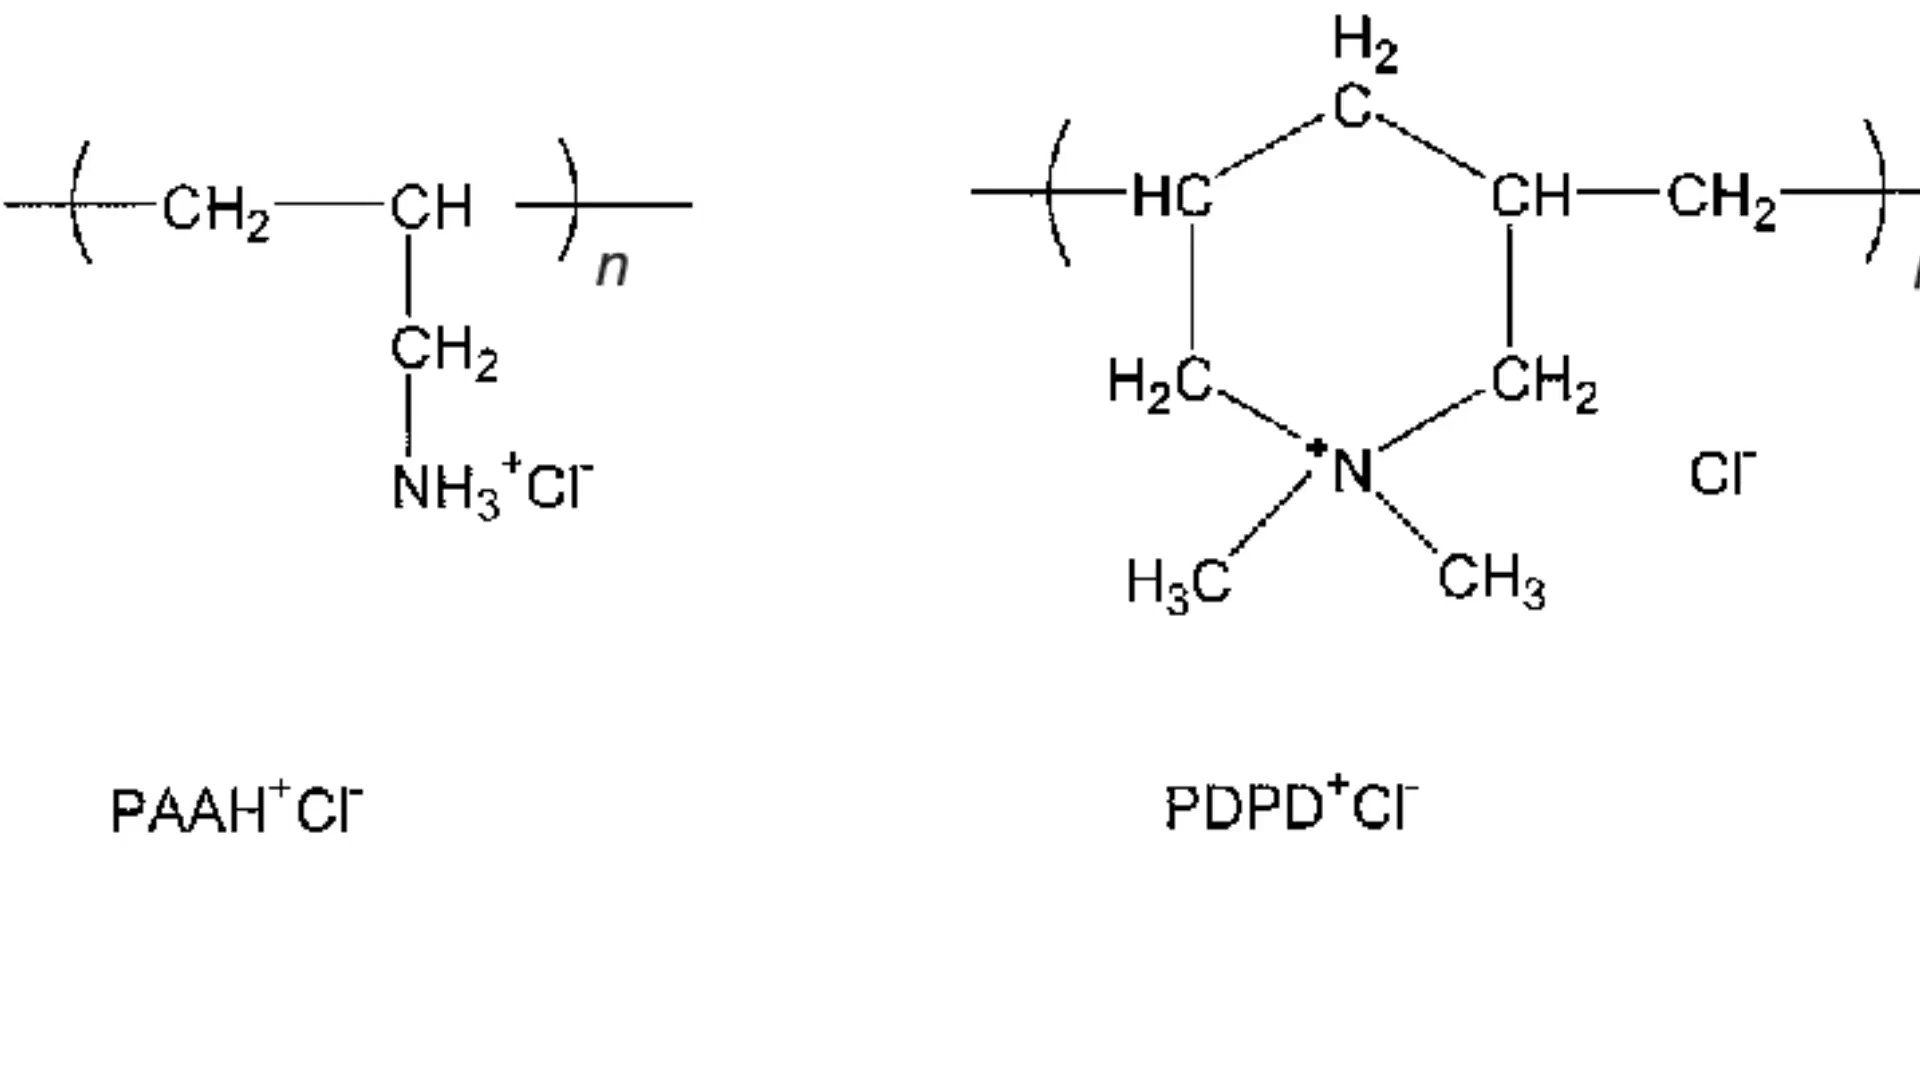 H₂
C
( CH₂ CH )n
( HC CH CH₂ )
CH₂
H₂C CH₂
NH₃⁺Cl⁻
⁺N Cl⁻
H₃C CH₃
PAAH⁺Cl⁻
PDPD⁺Cl⁻